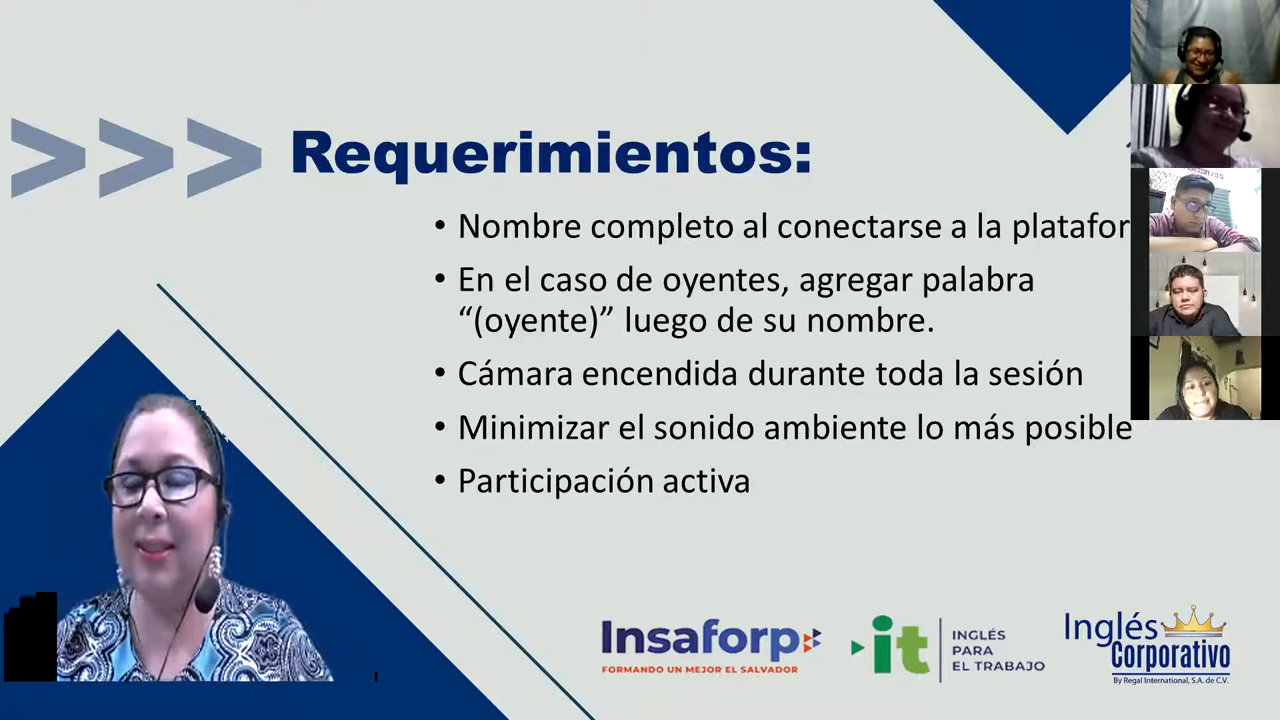 >>> Requerimientos:
• Nombre completo al conectarse a la platafor
• En el caso de oyentes, agregar palabra
“(oyente)” luego de su nombre.
• Cámara encendida durante toda la sesión
• Minimizar el sonido ambiente lo más posible
• Participación activa
Insaforp
FORMANDO UN MEJOR EL SALVADOR
it
INGLÉS
PARA
EL TRABAJO
Inglés
Corporativo
By Regal International, S.A. de C.V.